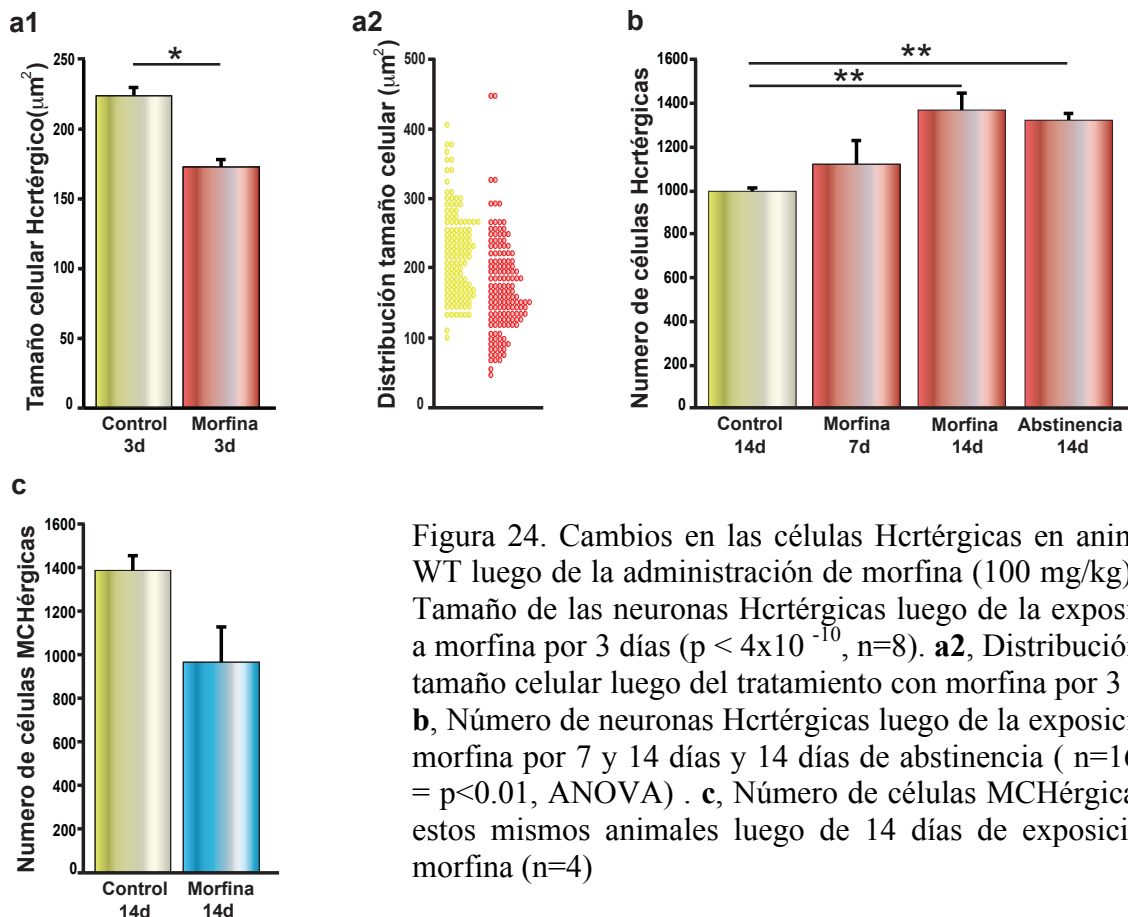 a1
Tamaño celular Hcrtérgico(μm²)
250
200
150
100
50
0
*
Control
3d
Morfina
3d
a2
Distribución tamaño celular (μm²)
500
400
300
200
100
0
b
Numero de células Hcrtérgicas
1600
1400
1200
1000
800
600
400
200
0
**
**
Control
14d
Morfina
7d
Morfina
14d
Abstinencia
14d
c
Numero de células MCHérgicas
1600
1400
1200
1000
800
600
400
200
0
Control
14d
Morfina
14d
Figura 24. Cambios en las células Hcrtérgicas en anim
WT luego de la administración de morfina (100 mg/kg)
Tamaño de las neuronas Hcrtérgicas luego de la exposi
a morfina por 3 días (p < 4x10 ⁻¹⁰, n=8). a2, Distribución
tamaño celular luego del tratamiento con morfina por 3
b, Número de neuronas Hcrtérgicas luego de la exposici
morfina por 7 y 14 días y 14 días de abstinencia ( n=16
= p<0.01, ANOVA) . c, Número de células MCHérgica
estos mismos animales luego de 14 días de exposici
morfina (n=4)